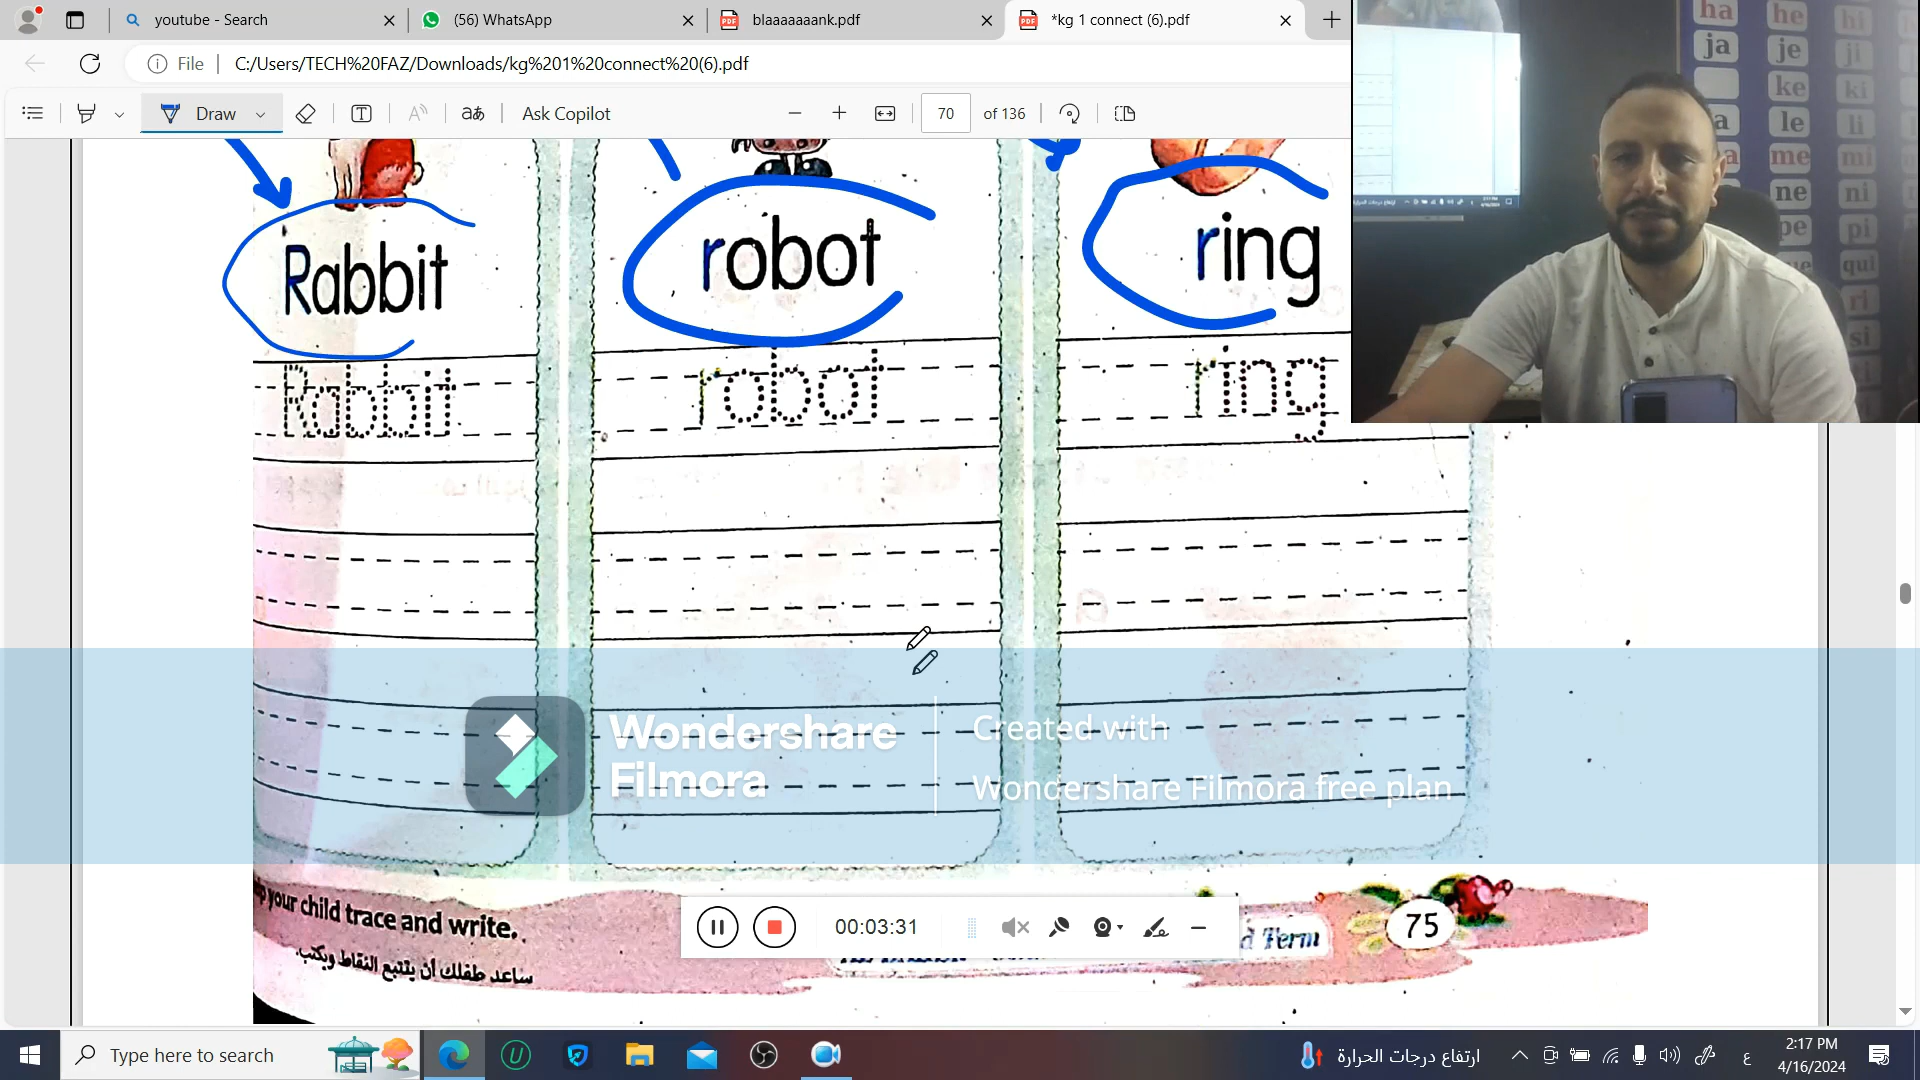 youtube - Search
(56) WhatsApp
blaaaaaaank.pdf
*kg 1 connect (6).pdf
File
C:/Users/TECH%20FAZ/Downloads/kg%201%20connect%20(6).pdf
Draw
aあ
Ask Copilot
70 of 136
ha he hi
ja je ji
ke ki
le li
me mi
ne ni
pe pi
qui
ri
si
Rabbit robot ring
Rabbit robot ring
Wondershare
Filmora
Created with
Wondershare Filmora free plan
your child trace and write.
ساعد طفلك أن يتتبع النقاط ويكتب.
00:03:31
Term
75
Type here to search
ارتفاع درجات الحرارة
ع
2:17 PM
4/16/2024